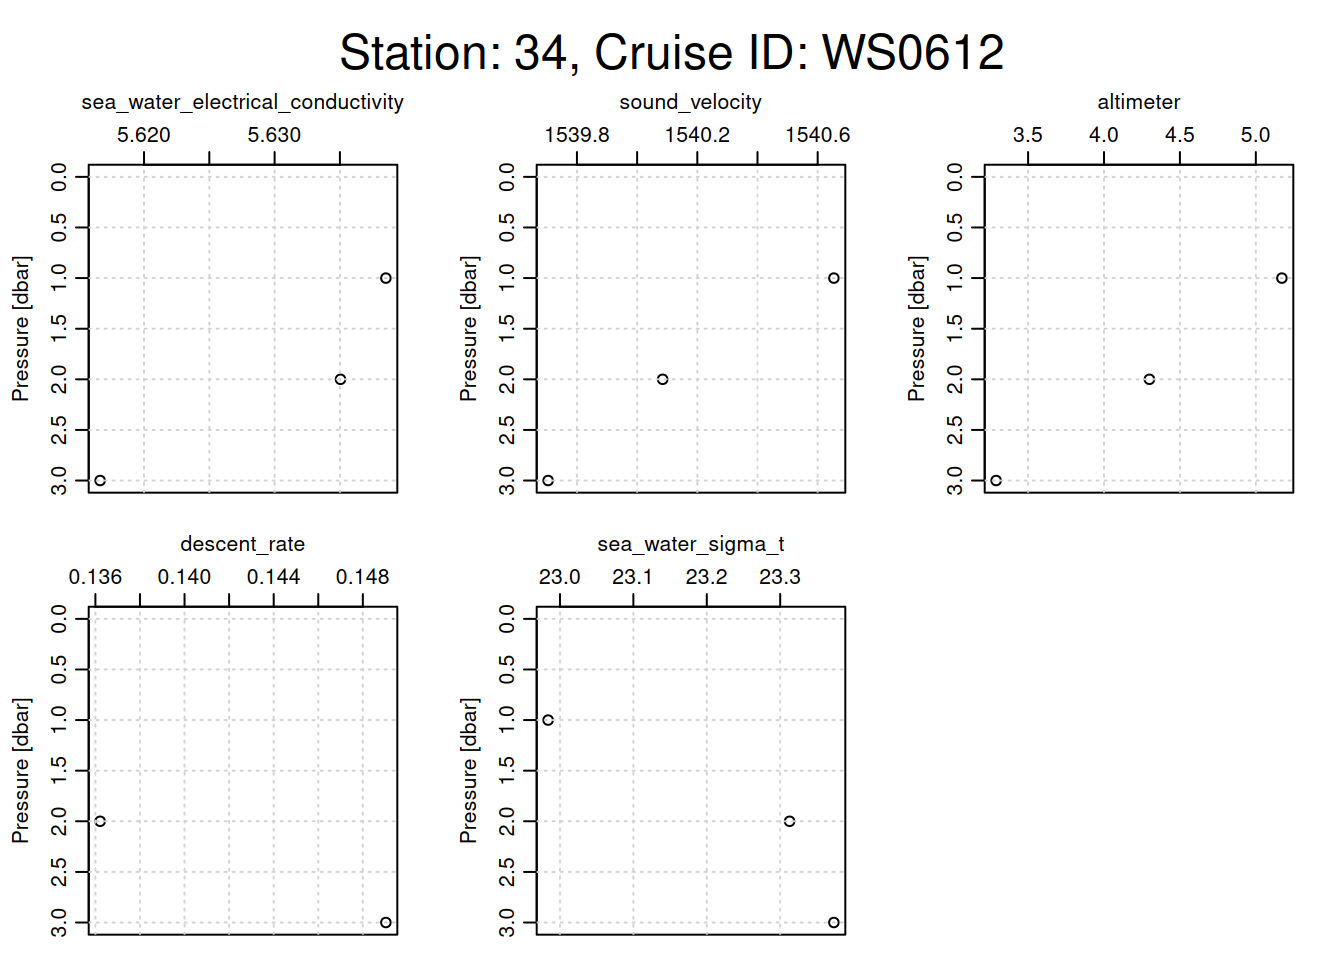 Station: 34, Cruise ID: WS0612
sea_water_electrical_conductivity
5.620 5.630
Pressure [dbar]
0.0 0.5 1.0 1.5 2.0 2.5 3.0
sound_velocity
1539.8 1540.2 1540.6
Pressure [dbar]
0.0 0.5 1.0 1.5 2.0 2.5 3.0
altimeter
3.5 4.0 4.5 5.0
Pressure [dbar]
0.0 0.5 1.0 1.5 2.0 2.5 3.0
descent_rate
0.136 0.140 0.144 0.148
Pressure [dbar]
0.0 0.5 1.0 1.5 2.0 2.5 3.0
sea_water_sigma_t
23.0 23.1 23.2 23.3
Pressure [dbar]
0.0 0.5 1.0 1.5 2.0 2.5 3.0